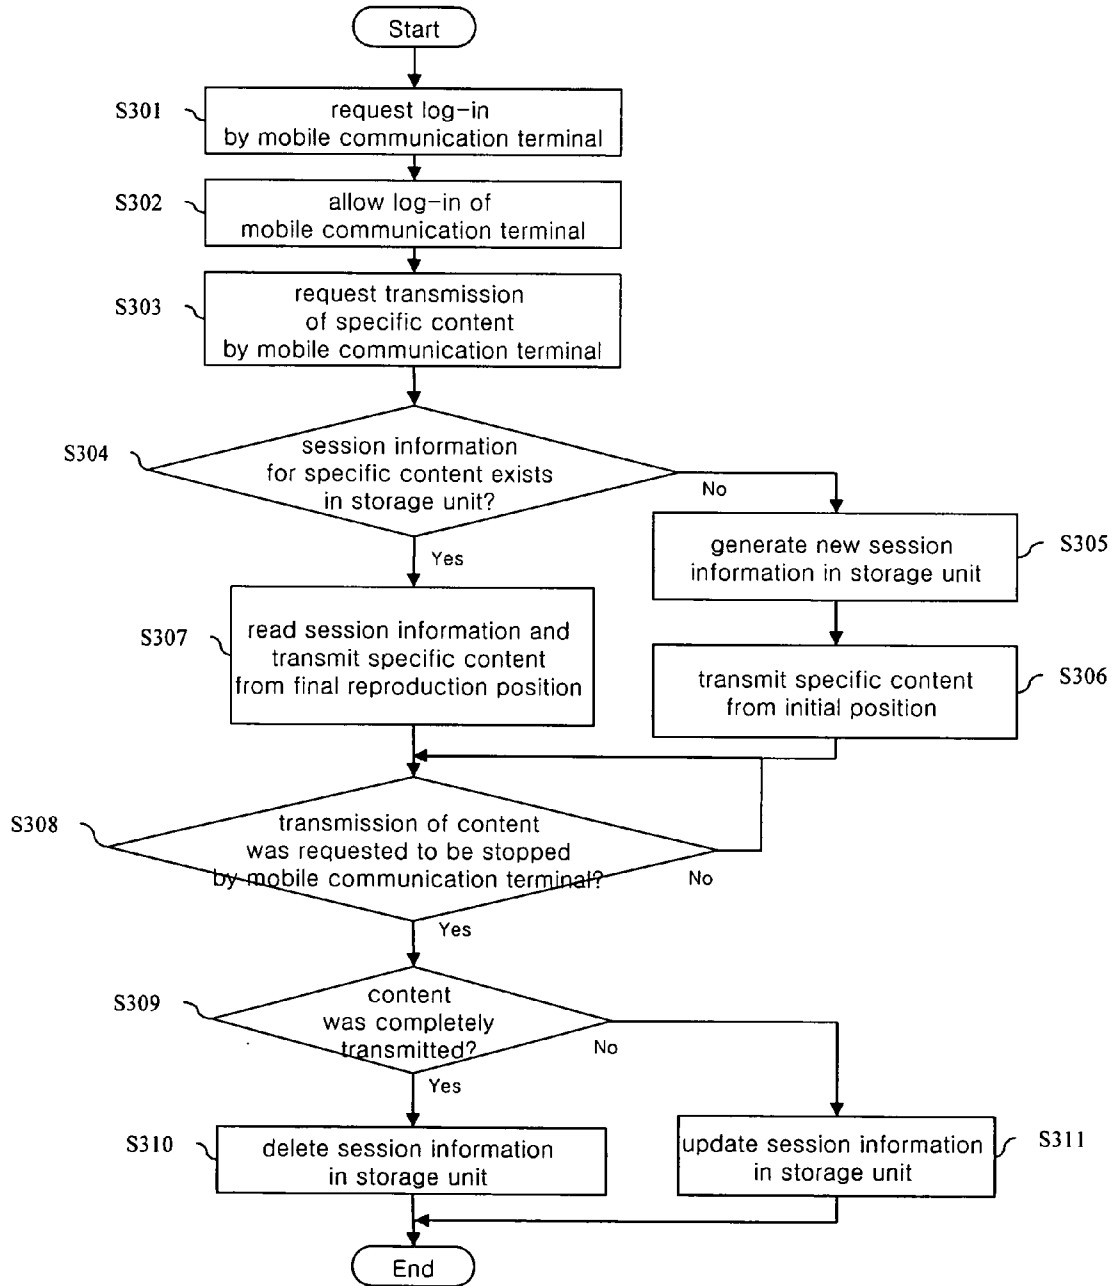 Start
S301
request log-in
by mobile communication terminal
S302
allow log-in of
mobile communication terminal
S303
request transmission
of specific content
by mobile communication terminal
S304
session information
for specific content exists
in storage unit?
No
Yes
generate new session
information in storage unit
S305
S307
read session information and
transmit specific content
from final reproduction position
transmit specific content
from initial position
S306
S308
transmission of content
was requested to be stopped
by mobile communication terminal?
No
Yes
S309
content
was completely
transmitted?
No
Yes
S310
delete session information
in storage unit
update session information
in storage unit
S311
End